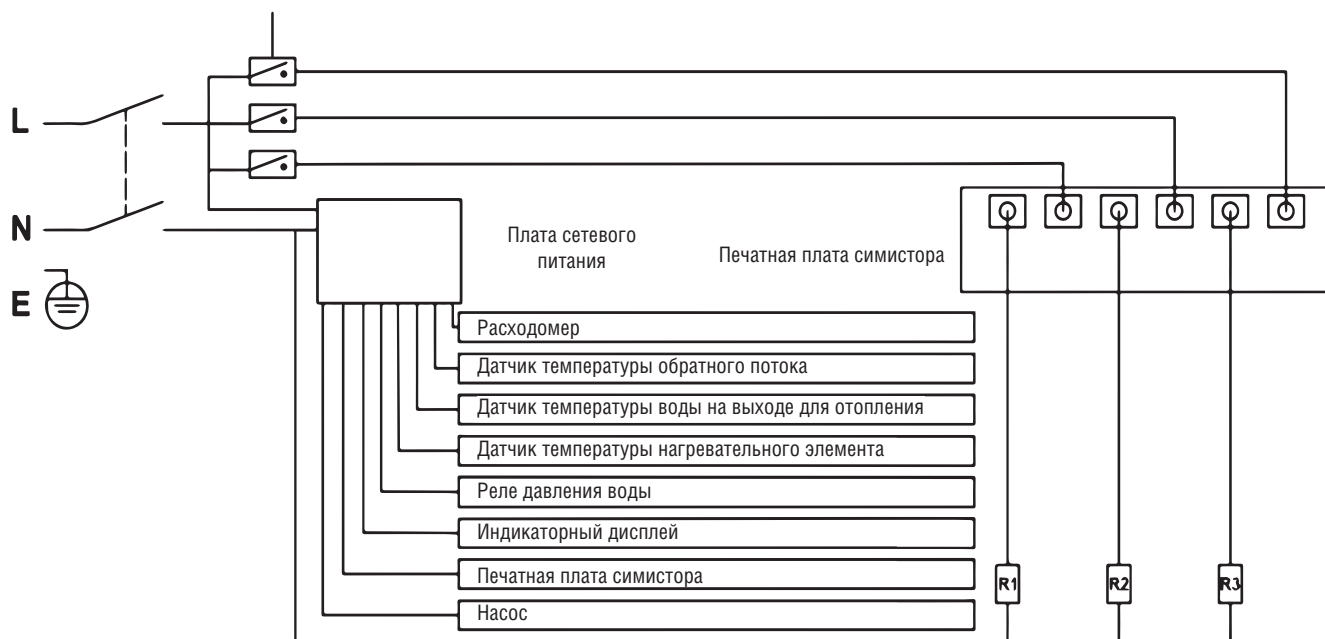 L
N
E
Плата сетевого
питания
Печатная плата симистора
Расходомер
Датчик температуры обратного потока
Датчик температуры воды на выходе для отопления
Датчик температуры нагревательного элемента
Реле давления воды
Индикаторный дисплей
Печатная плата симистора
Насос
R1
R2
R3